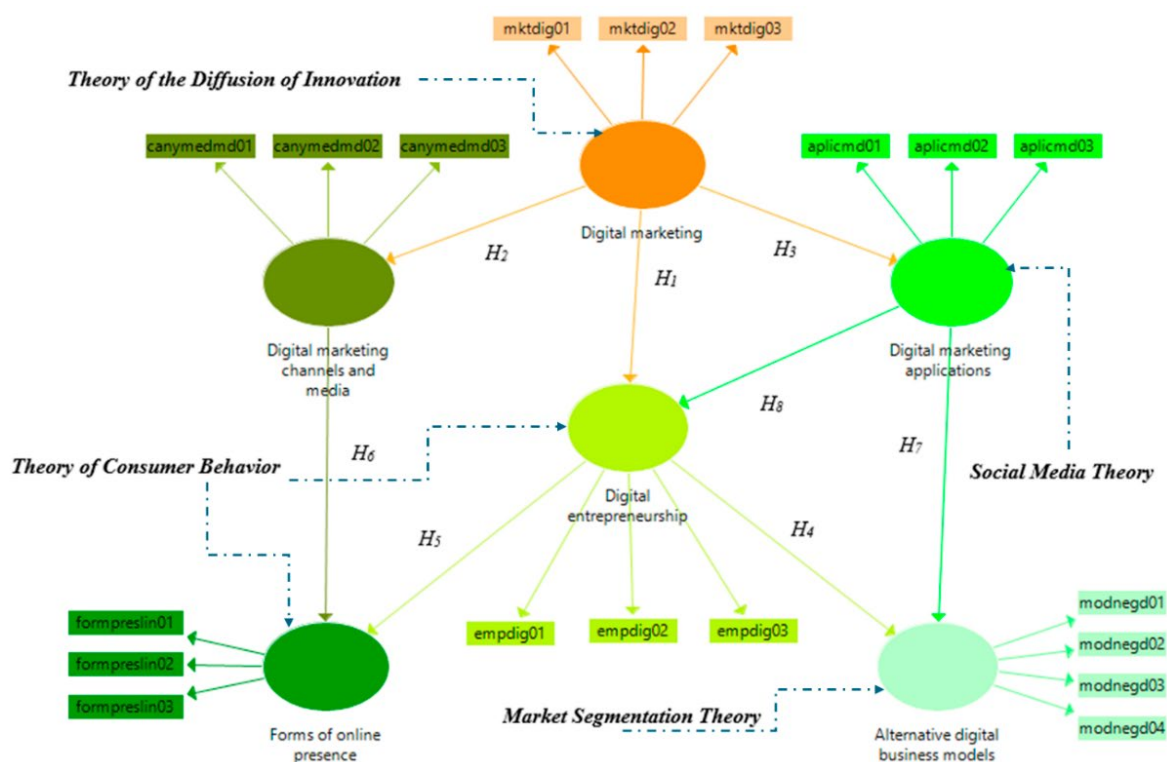 mktdig01 mktdig02 mktdig03
Theory of the Diffusion of Innovation
canymedmd01 canymedmd02 canymedmd03
aplicmd01 aplicmd02 aplicmd03
Digital marketing
H2
H1
H3
Digital marketing
channels and
media
Digital marketing
applications
H8
H6
H7
Theory of Consumer Behavior
Social Media Theory
Digital
entrepreneurship
H5
H4
formpreslin01
formpreslin02
formpreslin03
empdig01 empdig02 empdig03
modnegd01
modnegd02
modnegd03
modnegd04
Market Segmentation Theory
Forms of online
presence
Alternative digital
business models